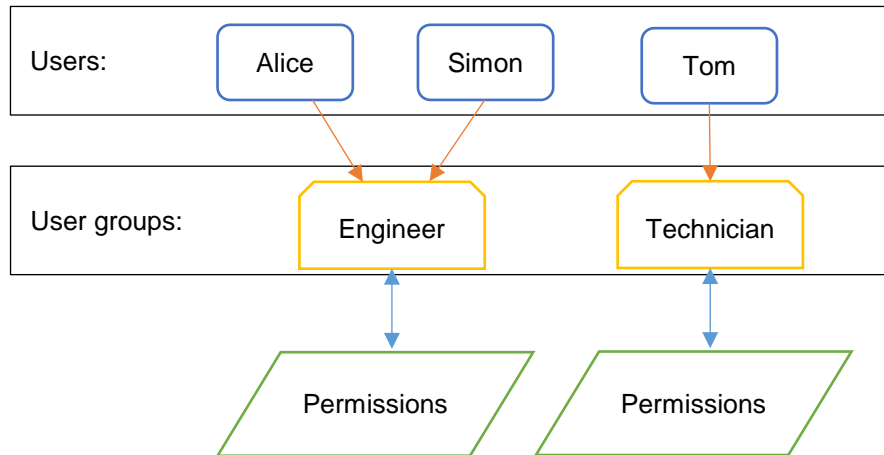 Users:
Alice
Simon
Tom
User groups:
Engineer
Technician
Permissions
Permissions